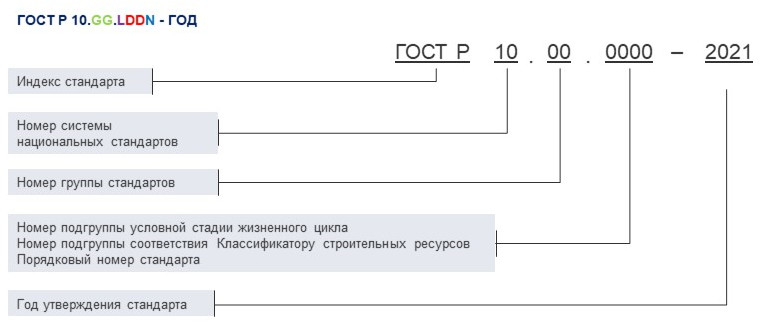 ГОСТ Р 10.GG.LDDN - ГОД
ГОСТ Р 10 . 00 . 0000 – 2021
Индекс стандарта
Номер системы
национальных стандартов
Номер группы стандартов
Номер подгруппы условной стадии жизненного цикла
Номер подгруппы соответствия Классификатору строительных ресурсов
Порядковый номер стандарта
Год утверждения стандарта